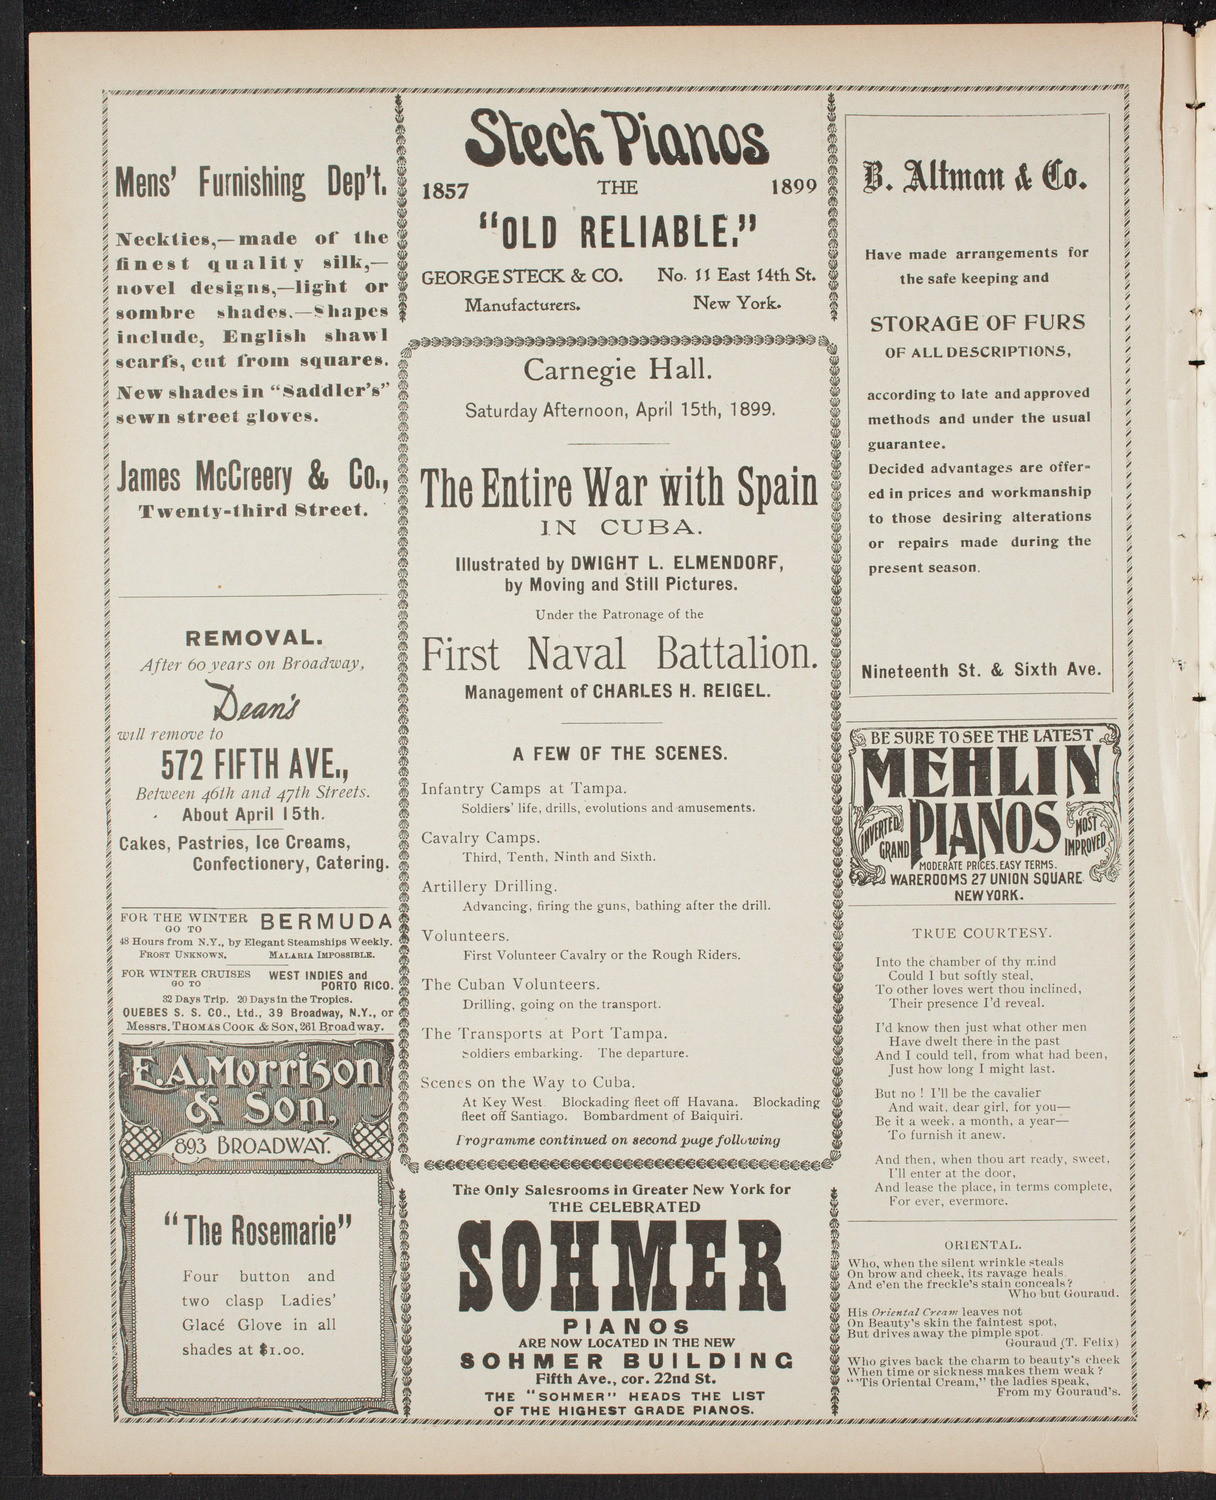 Mens' Furnishing Dep't.
Neckties,—made of the
finest quality silk,—
novel designs,—light or
sombre shades.—Shapes
include, English shawl
scarfs, cut from squares.
New shades in "Saddler's"
sewn street gloves.
James McCreery & Co.,
Twenty-third Street.
REMOVAL.
After 60 years on Broadway,
Dean's
will remove to
572 FIFTH AVE.,
Between 46th and 47th Streets.
About April 15th.
Cakes, Pastries, Ice Creams,
Confectionery, Catering.
FOR THE WINTER
GO TO
BERMUDA
48 Hours from N.Y., by Elegant Steamships Weekly.
FROST UNKNOWN. MALARIA IMPOSSIBLE.
FOR WINTER CRUISES
GO TO
WEST INDIES and
PORTO RICO.
32 Days Trip. 20 Days in the Tropics.
QUEBES S. S. CO., Ltd., 39 Broadway, N.Y., or
Messrs. THOMAS COOK & SON, 261 Broadway.
E.A. Morrison
& Son,
893 BROADWAY.
"The Rosemarie"
Four button and
two clasp Ladies'
Glacé Glove in all
shades at $1.00.
Steck Pianos
1857 THE 1899
"OLD RELIABLE."
GEORGE STECK & CO. No. 11 East 14th St.
Manufacturers. New York.
Carnegie Hall.
Saturday Afternoon, April 15th, 1899.
The Entire War with Spain
IN CUBA.
Illustrated by DWIGHT L. ELMENDORF,
by Moving and Still Pictures.
Under the Patronage of the
First Naval Battalion.
Management of CHARLES H. REIGEL.
A FEW OF THE SCENES.
Infantry Camps at Tampa.
Soldiers' life, drills, evolutions and amusements.
Cavalry Camps.
Third, Tenth, Ninth and Sixth.
Artillery Drilling.
Advancing, firing the guns, bathing after the drill.
Volunteers.
First Volunteer Cavalry or the Rough Riders.
The Cuban Volunteers.
Drilling, going on the transport.
The Transports at Port Tampa.
Soldiers embarking. The departure.
Scenes on the Way to Cuba.
At Key West Blockading fleet off Havana. Blockading
fleet off Santiago. Bombardment of Baiquiri.
Programme continued on second page following
The Only Salesrooms in Greater New York for
THE CELEBRATED
SOHMER
PIANOS
ARE NOW LOCATED IN THE NEW
SOHMER BUILDING
Fifth Ave., cor. 22nd St.
THE "SOHMER" HEADS THE LIST
OF THE HIGHEST GRADE PIANOS.
B. Altman & Co.
Have made arrangements for
the safe keeping and
STORAGE OF FURS
OF ALL DESCRIPTIONS,
according to late and approved
methods and under the usual
guarantee.
Decided advantages are offer-
ed in prices and workmanship
to those desiring alterations
or repairs made during the
present season.
Nineteenth St. & Sixth Ave.
BE SURE TO SEE THE LATEST
MEHLIN
PIANOS
INVERTED
GRAND
MOST
IMPROVED
MODERATE PRICES. EASY TERMS.
WAREROOMS 27 UNION SQUARE
NEW YORK.
TRUE COURTESY.
Into the chamber of thy mind
Could I but softly steal,
To other loves wert thou inclined,
Their presence I'd reveal.
I'd know then just what other men
Have dwelt there in the past
And I could tell, from what had been,
Just how long I might last.
But no ! I'll be the cavalier
And wait, dear girl, for you—
Be it a week, a month, a year—
To furnish it anew.
And then, when thou art ready, sweet,
I'll enter at the door,
And lease the place, in terms complete,
For ever, evermore.
ORIENTAL.
Who, when the silent wrinkle steals
On brow and cheek, its ravage heals
And e'en the freckle's stain conceals?
Who but Gouraud.
His Oriental Cream leaves not
On Beauty's skin the faintest spot,
But drives away the pimple spot.
Gouraud (T. Felix)
Who gives back the charm to beauty's cheek
When time or sickness makes them weak?
"'Tis Oriental Cream," the ladies speak,
From my Gouraud's.